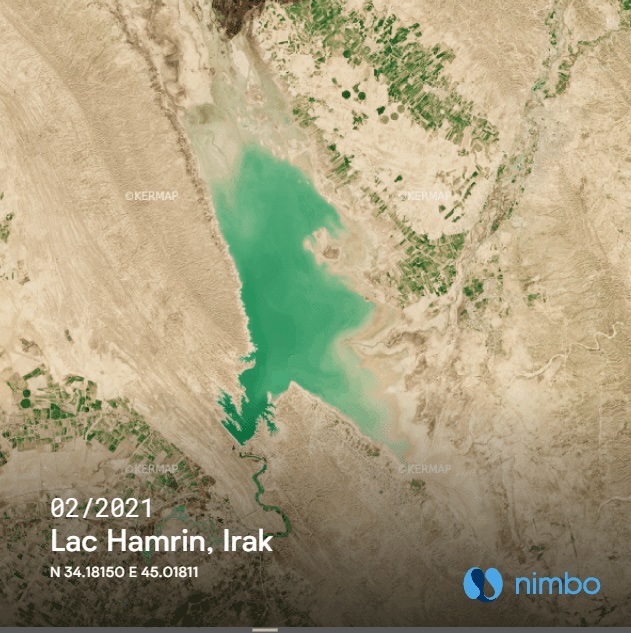 ©KERMAP
©KERMAP
©KERMAP
©KERMAP
02/2021
Lac Hamrin, Irak
N 34.18150 E 45.01811
nimbo